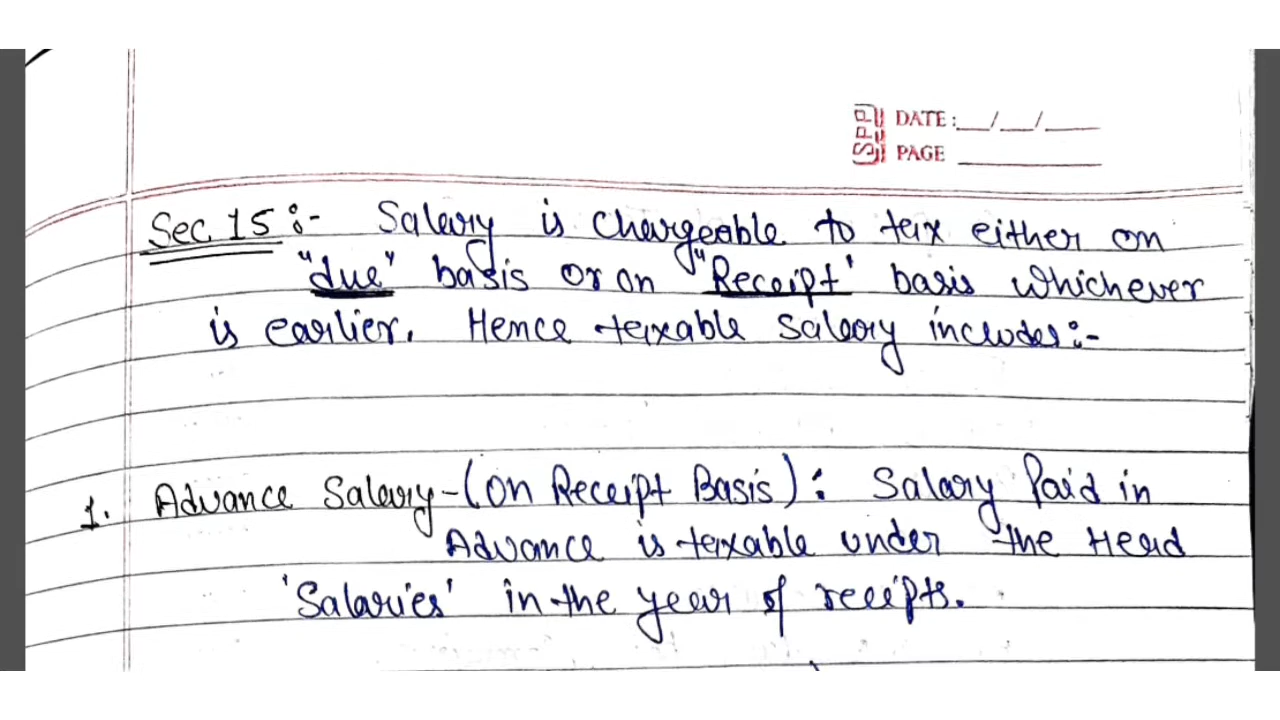 SPP DATE:__/__/____
PAGE ________
Sec 15 :- Salary is Chargeable to tax either on
"due" basis or on "Receipt" basis whichever
is earlier. Hence taxable salary includes:-
1. Advance Salary-(on Receipt Basis): Salary Paid in
Advance is taxable under the Head
'Salaries' in the year of receipts.